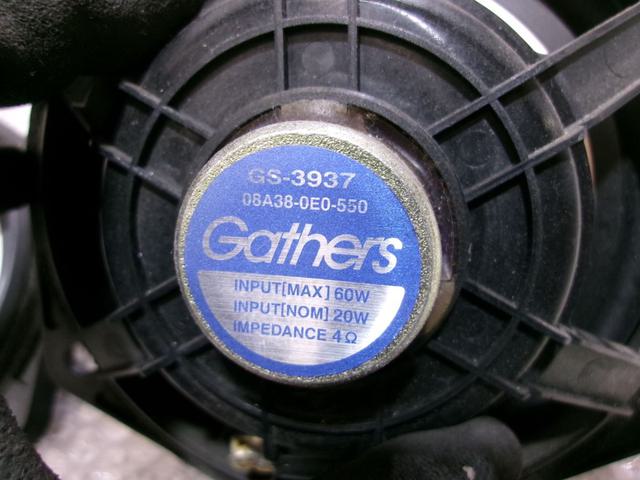 GS-3937
08A38-0E0-550
Gathers
INPUT[MAX] 60W
INPUT[NOM] 20W
IMPEDANCE 4Ω